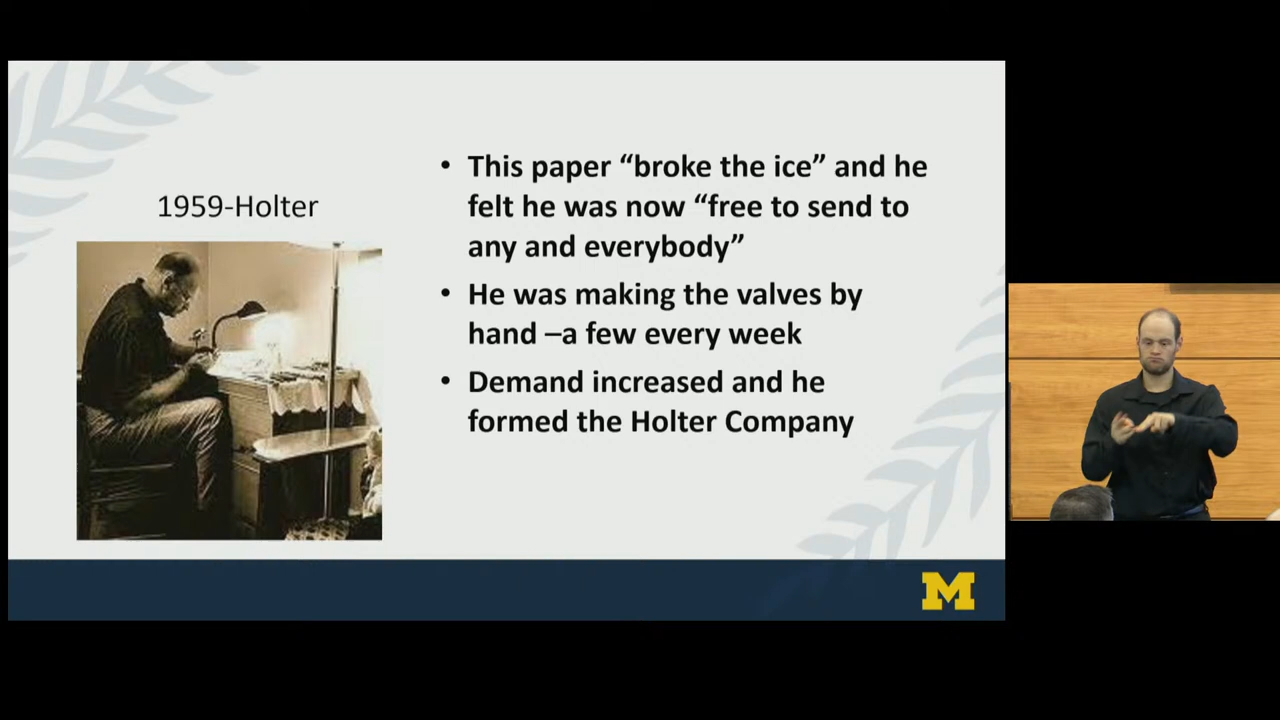 1959-Holter
• This paper “broke the ice” and he
felt he was now “free to send to
any and everybody”
• He was making the valves by
hand –a few every week
• Demand increased and he
formed the Holter Company
M